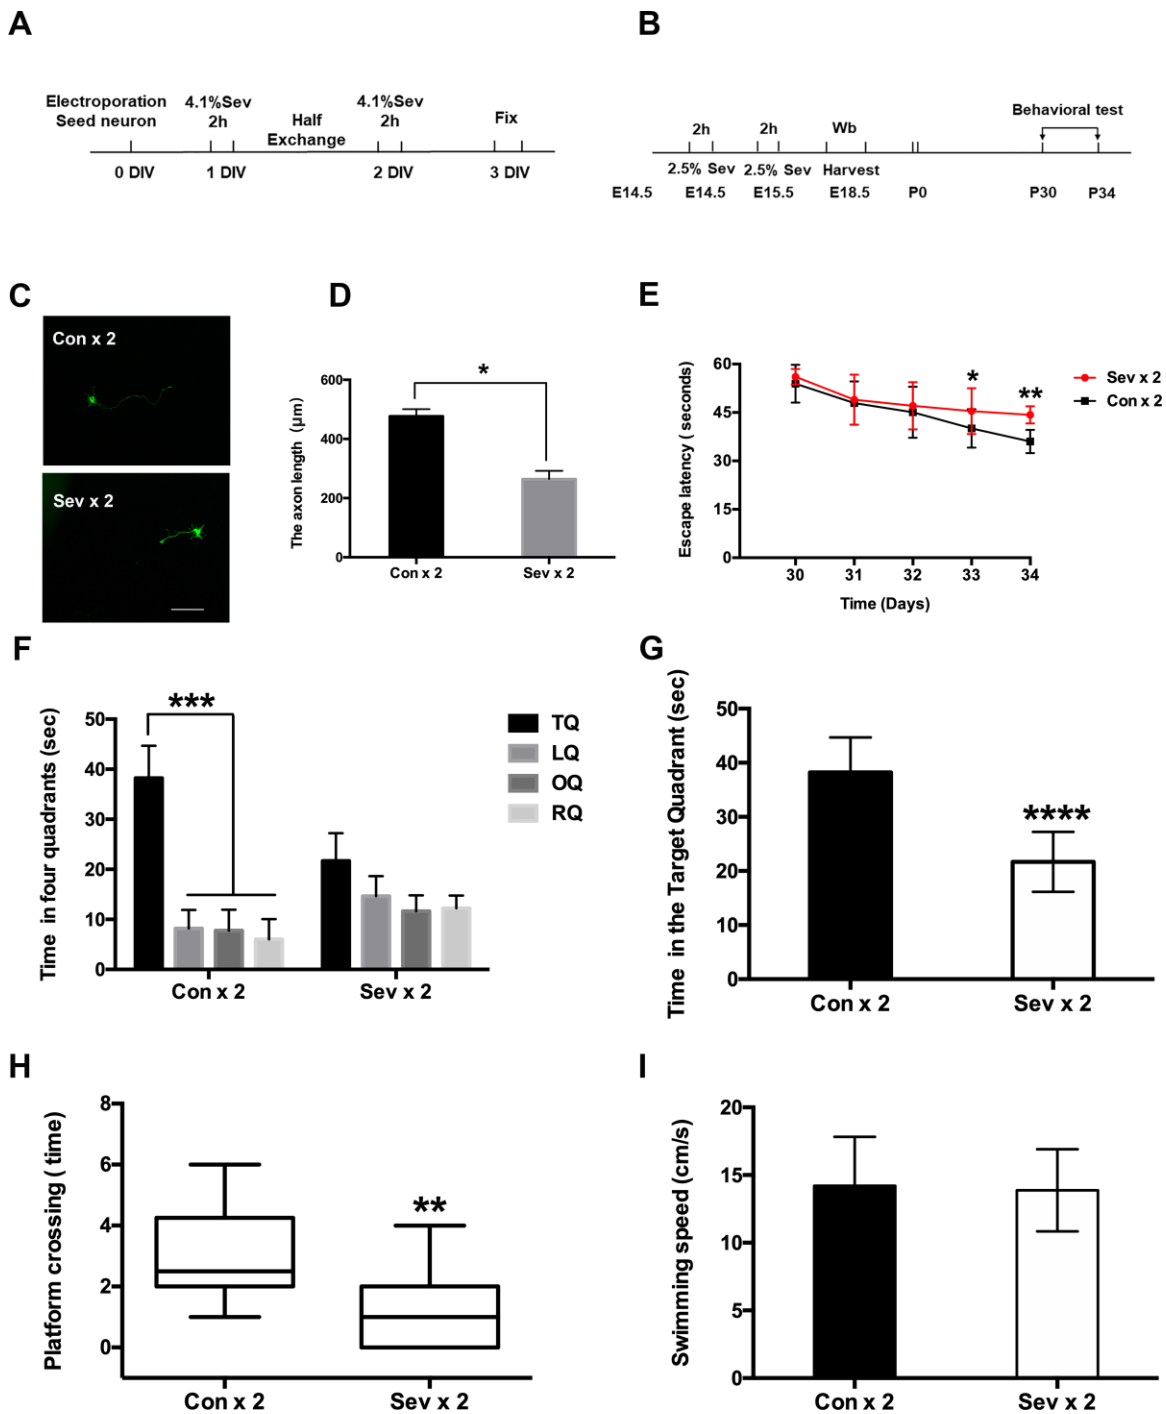 A
Electroporation
Seed neuron
4.1%Sev
2h
Half
Exchange
4.1%Sev
2h
Fix
0 DIV
1 DIV
2 DIV
3 DIV
B
Behavioral test
2h
2h
Wb
2.5% Sev
2.5% Sev
Harvest
E14.5
E14.5
E15.5
E18.5
P0
P30
P34
C
Con x 2
Sev x 2
D
The axon length (μm)
600
400
200
0
*
Con x 2
Sev x 2
E
Escape latency ( seconds)
60
45
30
15
0
*
**
Sev x 2
Con x 2
30
31
32
33
34
Time (Days)
F
Time in four quadrants (sec)
50
40
30
20
10
0
***
TQ
LQ
OQ
RQ
Con x 2
Sev x 2
G
Time in the Target Quadrant (sec)
50
40
30
20
10
0
****
Con x 2
Sev x 2
H
Platform crossing ( time)
8
6
4
2
0
**
Con x 2
Sev x 2
I
Swimming speed (cm/s)
20
15
10
5
0
Con x 2
Sev x 2